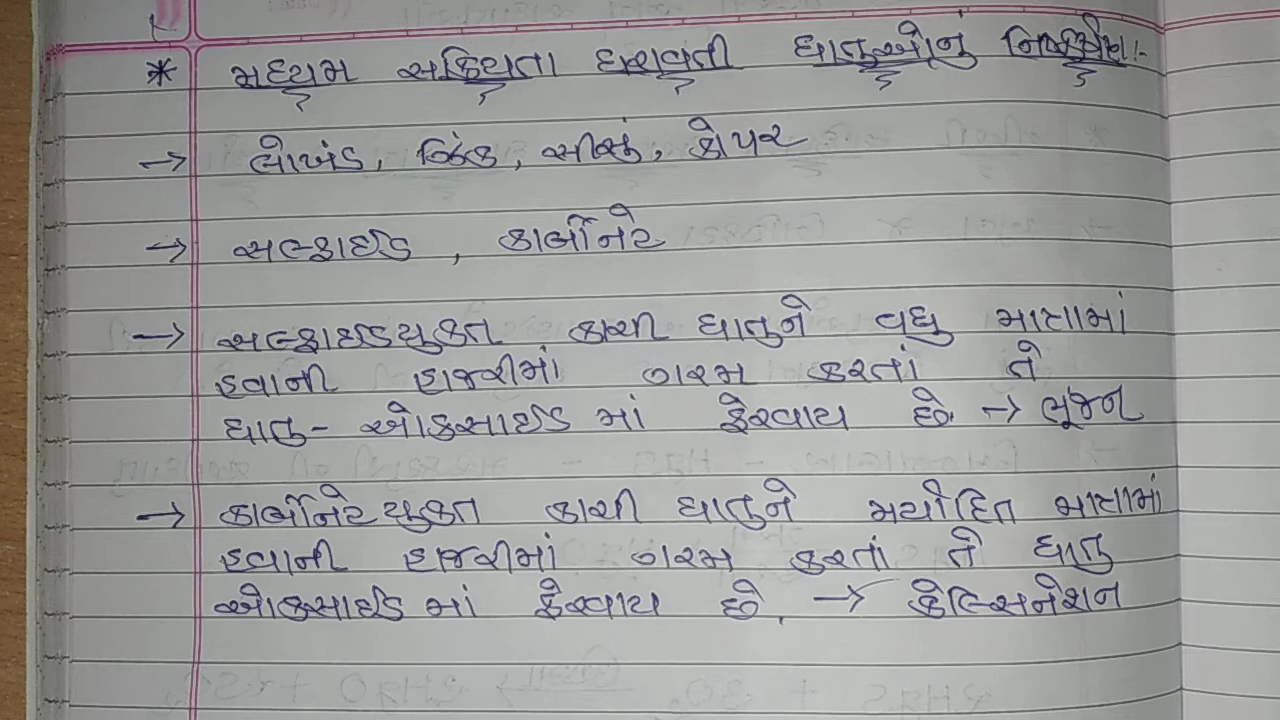 * મધ્યમ સક્રિયતા ધરાવતી ધાતુઓનું નિષ્કર્ષણ :-
→ લોખંડ, ઝિંક, સીસું, કોપર
→ સલ્ફાઈડ, કાર્બોનેટ
→ સલ્ફાઈડયુક્ત કાચી ધાતુને વધુ માત્રામાં
હવાની હાજરીમાં ગરમ કરતાં તે
ધાતુ- ઓક્સાઈડ માં ફેરવાય છે. → ભૂંજન
→ કાર્બોનેટયુક્ત કાચી ધાતુને મર્યાદિત માત્રામાં
હવાની હાજરીમાં ગરમ કરતાં તે ધાતુ
ઓક્સાઈડ માં ફેરવાય છે. → કેલ્સિનેશન